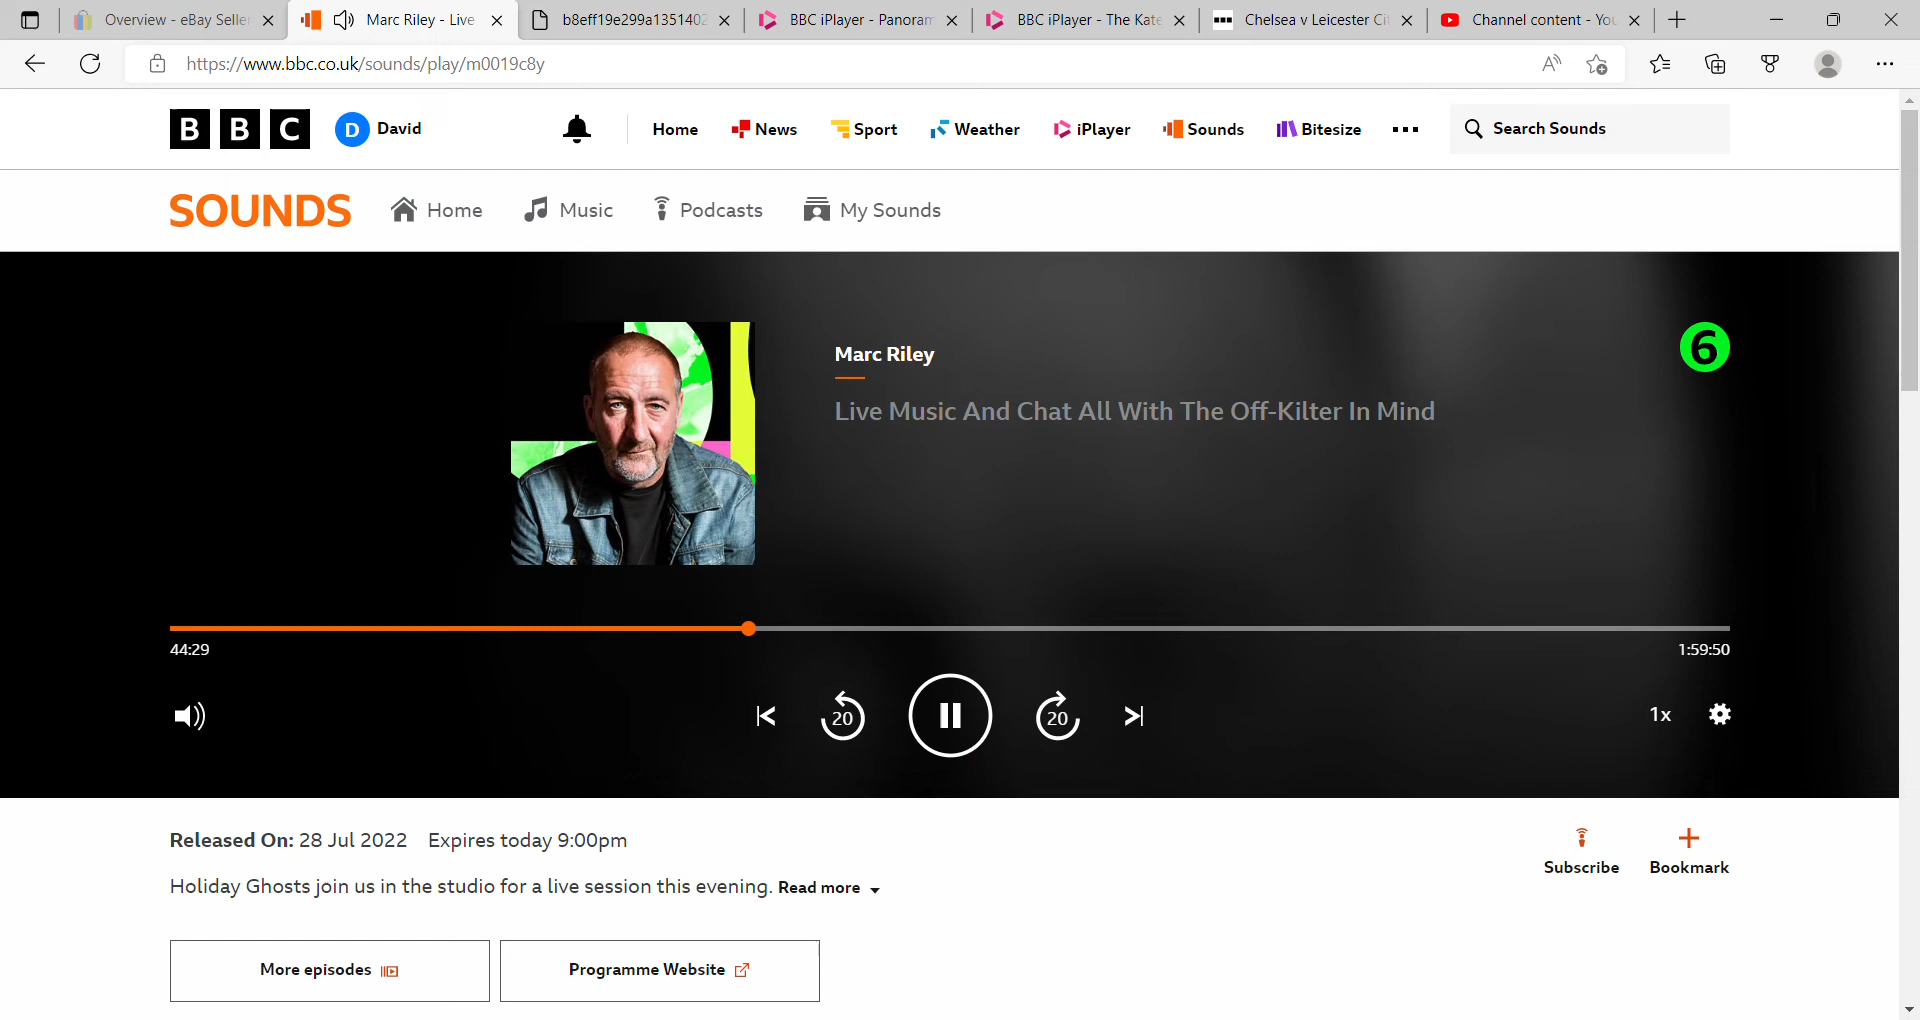 Overview - eBay Selle
Marc Riley - Live
b8eff19e299a1351402
BBC iPlayer - Panoram
BBC iPlayer - The Kate
Chelsea v Leicester Ci
Channel content - You
https://www.bbc.co.uk/sounds/play/m0019c8y
BBC
D David
Home
News
Sport
Weather
iPlayer
Sounds
Bitesize
Search Sounds
SOUNDS
Home
Music
Podcasts
My Sounds
Marc Riley
6
Live Music And Chat All With The Off-Kilter In Mind
44:29
1:59:50
20
20
1x
Released On: 28 Jul 2022 Expires today 9:00pm
Subscribe
Bookmark
Holiday Ghosts join us in the studio for a live session this evening. Read more
More episodes
Programme Website